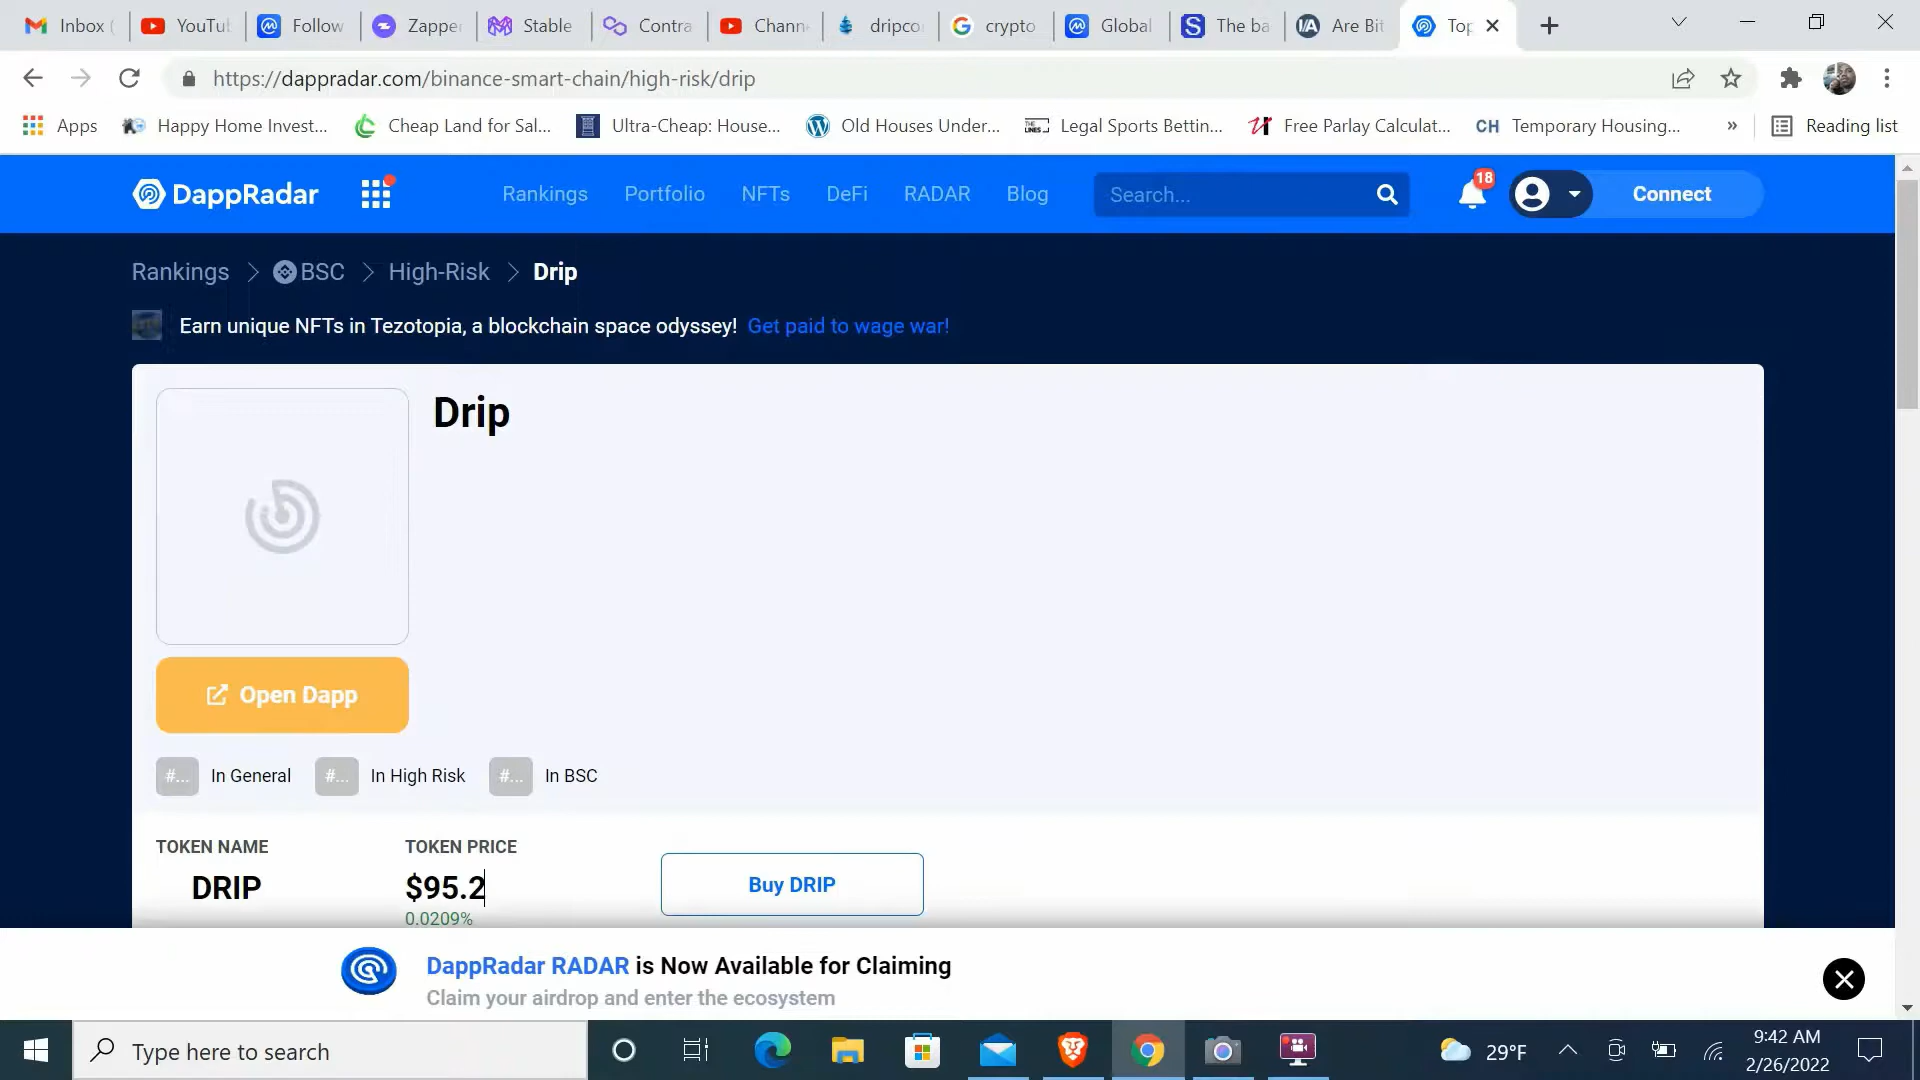 Inbox (
YouTu
Follow
Zapper
Stable
Contra
Chann
dripco
crypto
Global
The ba
Are Bit
Top
https://dappradar.com/binance-smart-chain/high-risk/drip
Apps
Happy Home Invest...
Cheap Land for Sal...
Ultra-Cheap: House...
Old Houses Under...
THE LINES
Legal Sports Bettin...
Free Parlay Calculat...
CH
Temporary Housing...
»
Reading list
DappRadar
Rankings
Portfolio
NFTs
DeFi
RADAR
Blog
Search...
18
Connect
Rankings > BSC > High-Risk > Drip
Earn unique NFTs in Tezotopia, a blockchain space odyssey! Get paid to wage war!
Drip
Open Dapp
#... In General #... In High Risk #... In BSC
TOKEN NAME
TOKEN PRICE
DRIP
$95.2
Buy DRIP
0.0209%
DappRadar RADAR is Now Available for Claiming
Claim your airdrop and enter the ecosystem
Type here to search
29°F
9:42 AM
2/26/2022